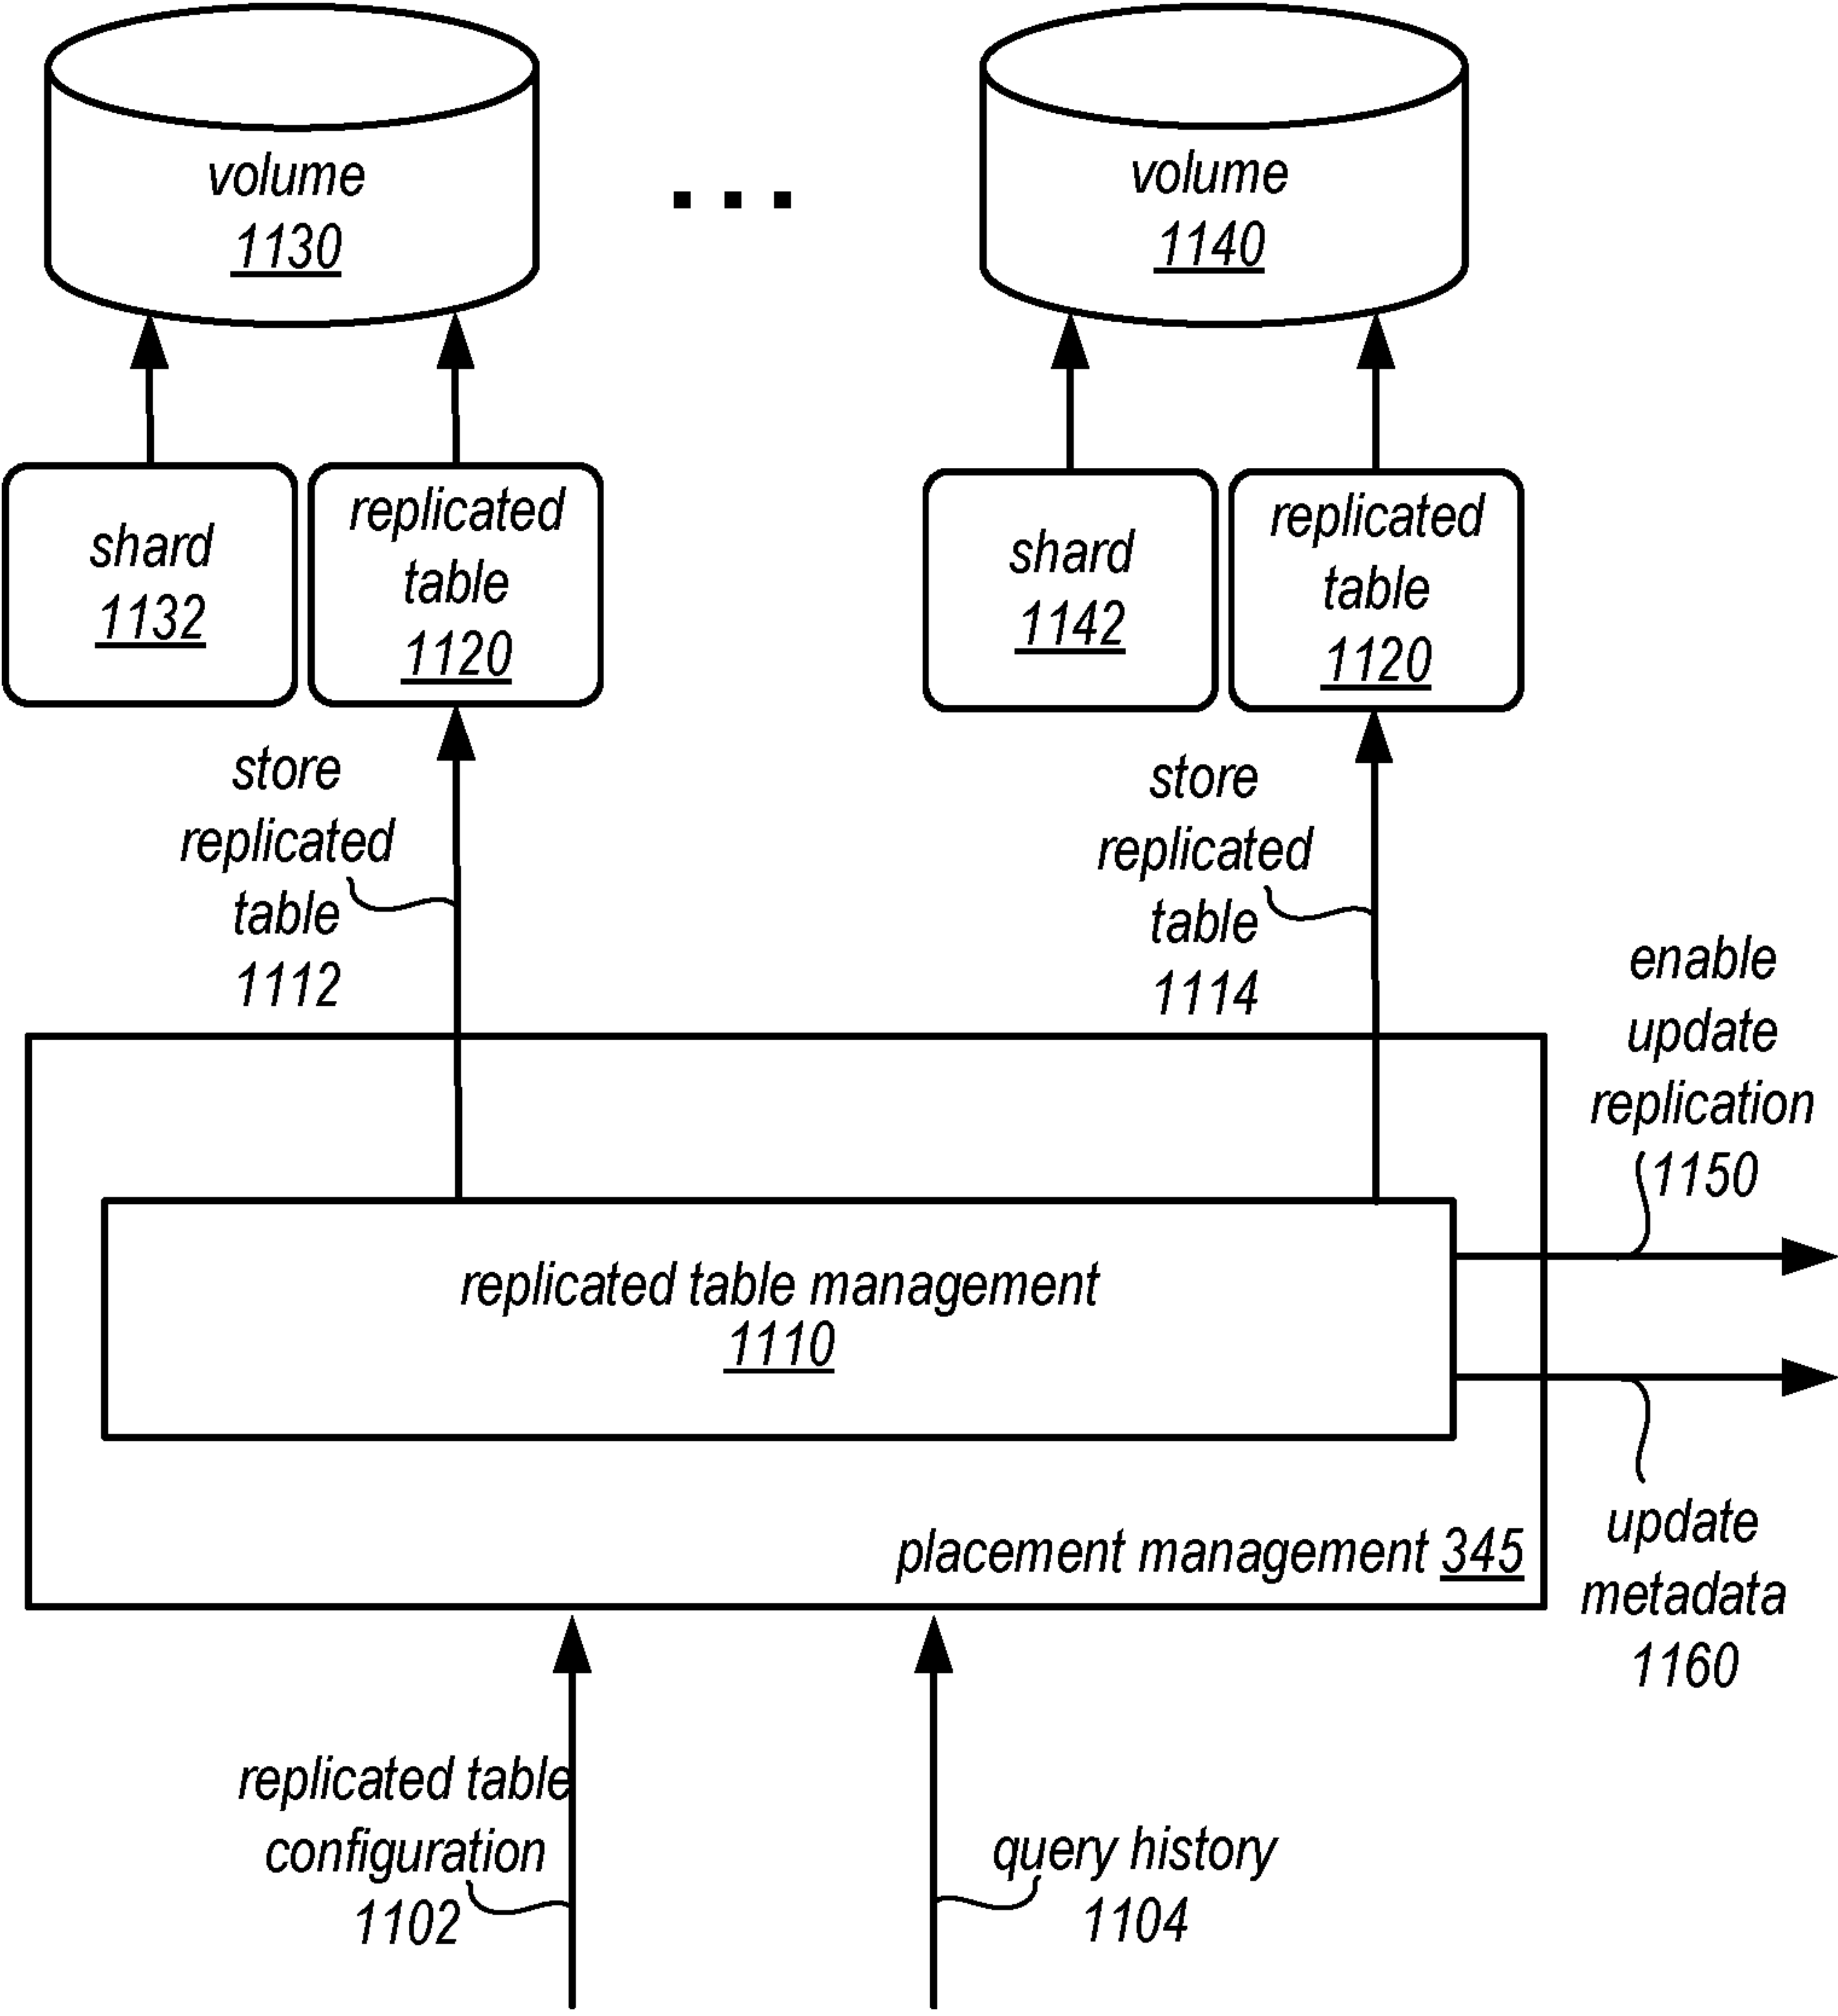 volume
1130
. . .
volume
1140
shard
1132
replicated
table
1120
shard
1142
replicated
table
1120
store
replicated
table
1112
store
replicated
table
1114
enable
update
replication
1150
replicated table management
1110
placement management 345
update
metadata
1160
replicated table
configuration
1102
query history
1104